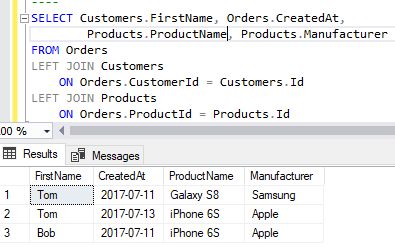 SELECT Customers.FirstName, Orders.CreatedAt,
Products.ProductName, Products.Manufacturer
FROM Orders
LEFT JOIN Customers
ON Orders.CustomerId = Customers.Id
LEFT JOIN Products
ON Orders.ProductId = Products.Id
00 %
Results Messages
FirstName CreatedAt ProductName Manufacturer
1 Tom 2017-07-11 Galaxy S8 Samsung
2 Tom 2017-07-13 iPhone 6S Apple
3 Bob 2017-07-11 iPhone 6S Apple